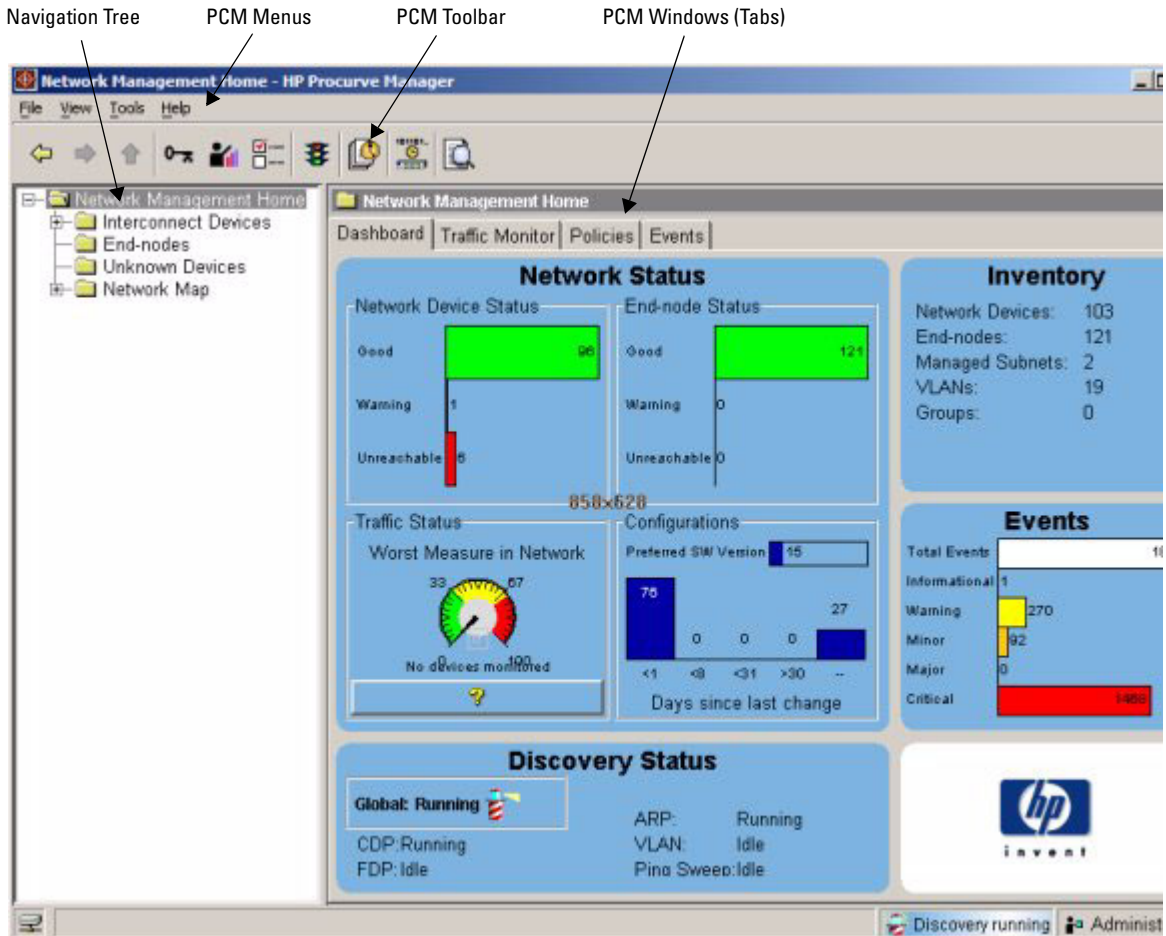 Navigation Tree PCM Menus PCM Toolbar PCM Windows (Tabs)
Network Management Home - HP Procurve Manager
File View Tools Help
Network Management Home
Interconnect Devices
End-nodes
Unknown Devices
Network Map
Network Management Home
Dashboard Traffic Monitor Policies Events
Network Status
Network Device Status
Good 96
Warning 1
Unreachable 6
End-node Status
Good 121
Warning 0
Unreachable 0
858x628
Traffic Status
Worst Measure in Network
33 67
0 100
No devices monitored
?
Configurations
Preferred SW Version 15
76 0 0 0 27
<1 <8 <31 >30 --
Days since last change
Inventory
Network Devices: 103
End-nodes: 121
Managed Subnets: 2
VLANs: 19
Groups: 0
Events
Total Events
Informational 1
Warning 270
Minor 92
Major 0
Critical 1468
Discovery Status
Global: Running
CDP:Running
FDP:Idle
ARP: Running
VLAN: Idle
Ping Sweep:Idle
hp
invent
Discovery running